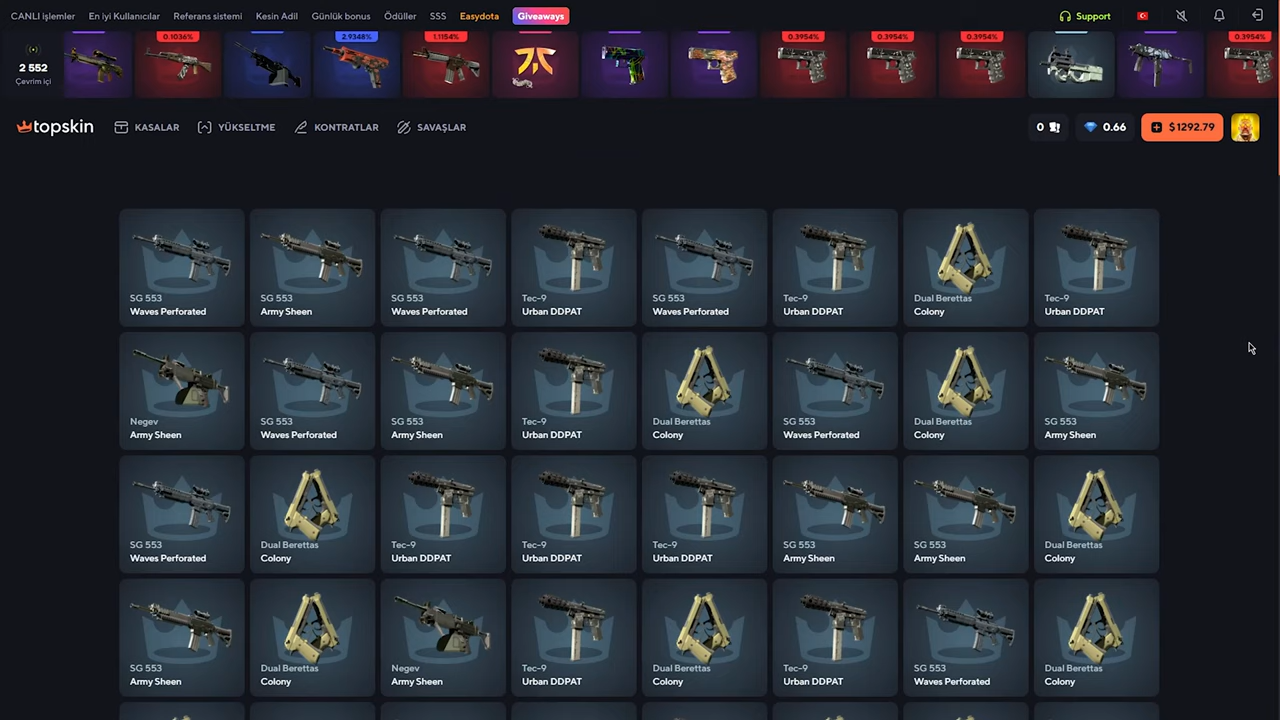 CANLI işlemler En iyi Kullanıcılar Referans sistemi Kesin Adil Günlük bonus Ödüller SSS Easydota Giveaways Support
2 552
Çevrim içi
0.1036% 2.9348% 1.1154% 0.3954% 0.3954% 0.3954% 0.3954%
topskin KASALAR YÜKSELTME KONTRATLAR SAVAŞLAR 0 0.66 $1292.79
SG 553 SG 553 SG 553 Tec-9 SG 553 Tec-9 Dual Berettas Tec-9
Waves Perforated Army Sheen Waves Perforated Urban DDPAT Waves Perforated Urban DDPAT Colony Urban DDPAT
Negev SG 553 SG 553 Tec-9 Dual Berettas SG 553 Dual Berettas SG 553
Army Sheen Waves Perforated Army Sheen Urban DDPAT Colony Waves Perforated Colony Army Sheen
SG 553 Dual Berettas Tec-9 Tec-9 Tec-9 SG 553 SG 553 Dual Berettas
Waves Perforated Colony Urban DDPAT Urban DDPAT Urban DDPAT Army Sheen Army Sheen Colony
SG 553 Dual Berettas Negev Tec-9 Dual Berettas Tec-9 SG 553 Dual Berettas
Army Sheen Colony Army Sheen Urban DDPAT Colony Urban DDPAT Waves Perforated Colony